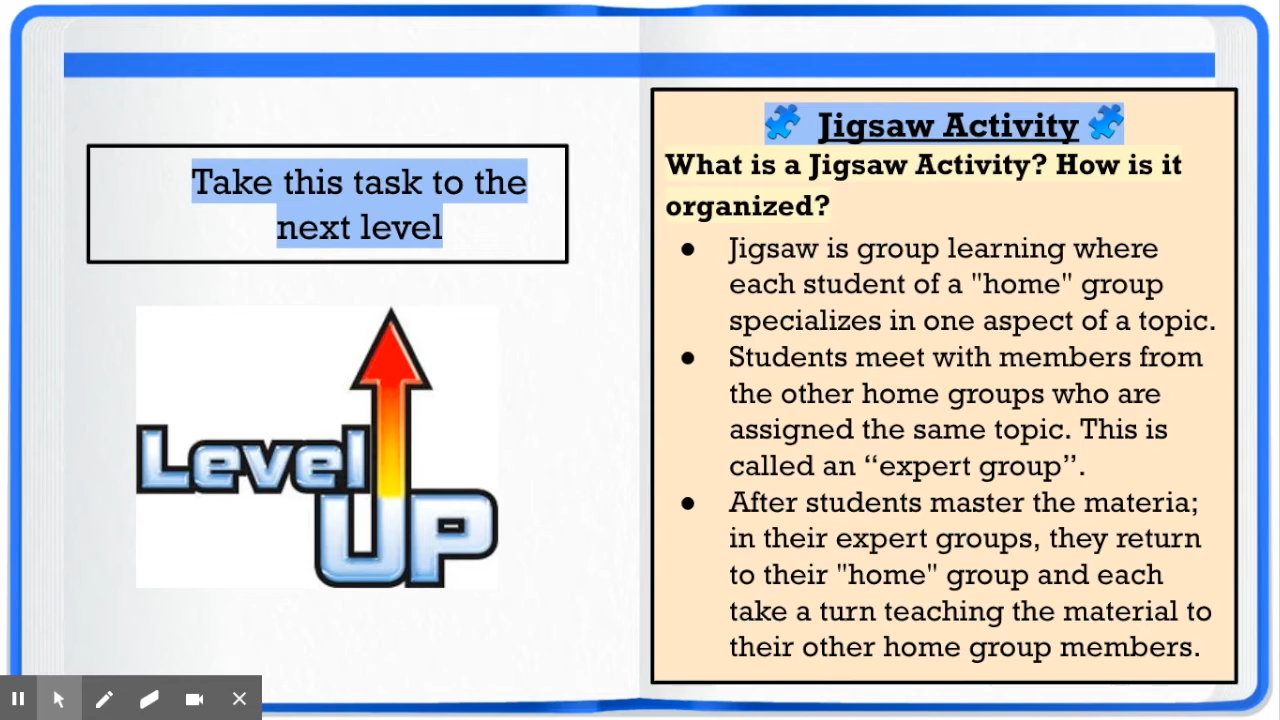 Take this task to the
next level
Level
UP
Jigsaw Activity
What is a Jigsaw Activity? How is it
organized?
● Jigsaw is group learning where
each student of a "home" group
specializes in one aspect of a topic.
● Students meet with members from
the other home groups who are
assigned the same topic. This is
called an “expert group”.
● After students master the materia;
in their expert groups, they return
to their "home" group and each
take a turn teaching the material to
their other home group members.